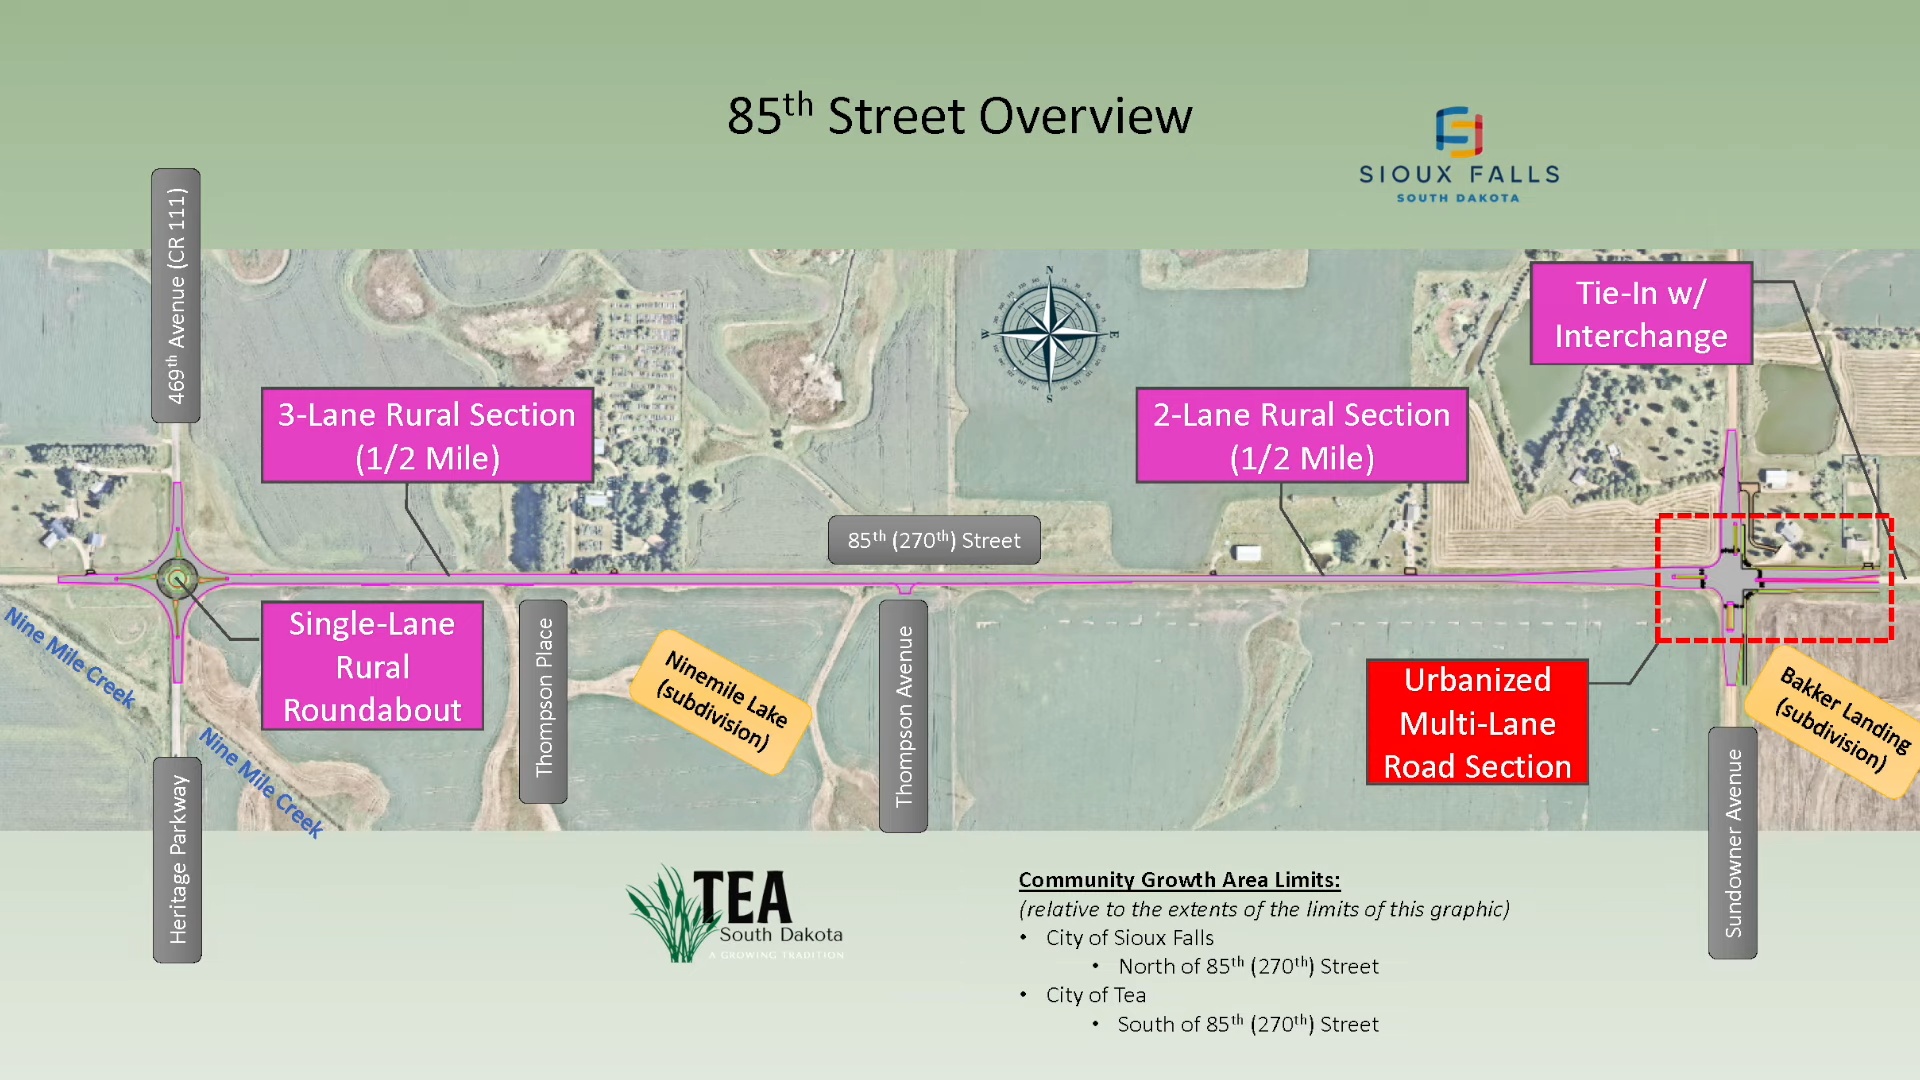 85th Street Overview
SIOUX FALLS
SOUTH DAKOTA
469th Avenue (CR 111)
Tie-In w/
Interchange
N
W
E
S
3-Lane Rural Section
(1/2 Mile)
2-Lane Rural Section
(1/2 Mile)
85th (270th) Street
Single-Lane
Rural
Roundabout
Nine Mile Creek
Nine Mile Creek
Thompson Place
Ninemile Lake
(subdivision)
Thompson Avenue
Urbanized
Multi-Lane
Road Section
Bakker Landing
(subdivision)
Heritage Parkway
Sundowner Avenue
TEA
South Dakota
A GROWING TRADITION
Community Growth Area Limits:
(relative to the extents of the limits of this graphic)
• City of Sioux Falls
• North of 85th (270th) Street
• City of Tea
• South of 85th (270th) Street